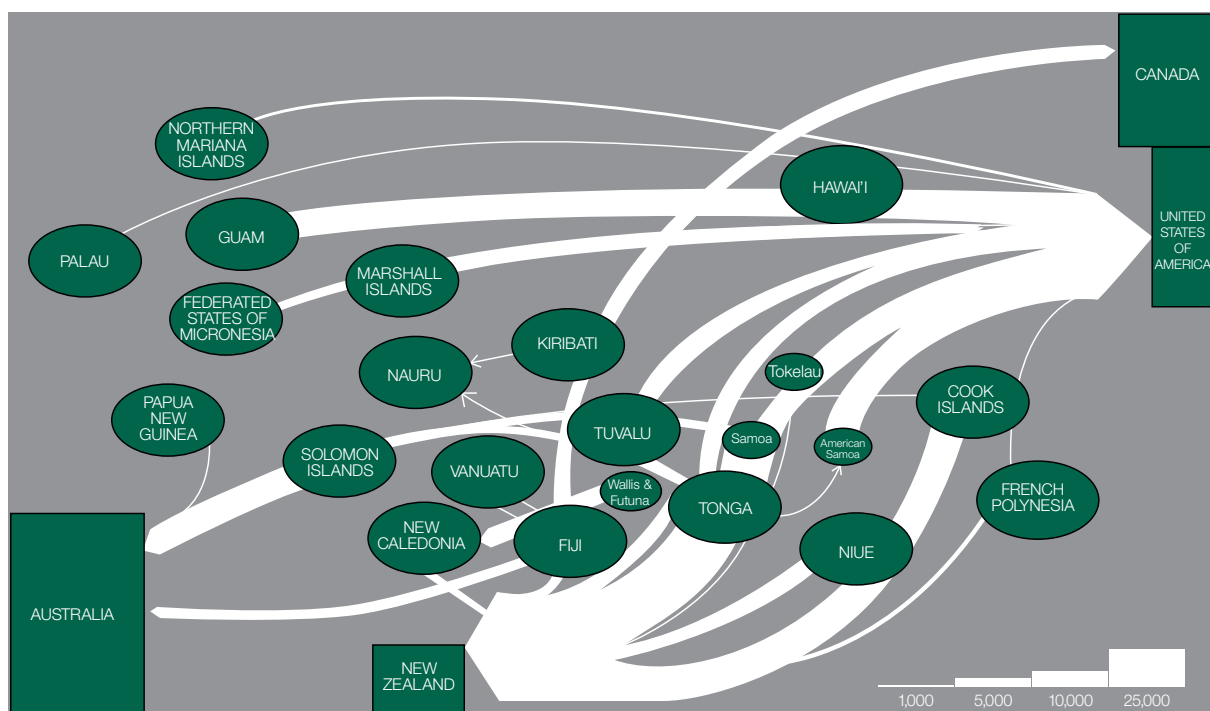 CANADA
NORTHERN
MARIANA
ISLANDS
HAWAI'I
UNITED
STATES
OF
AMERICA
GUAM
PALAU
MARSHALL
ISLANDS
FEDERATED
STATES OF
MICRONESIA
KIRIBATI
NAURU
Tokelau
COOK
ISLANDS
PAPUA
NEW
GUINEA
TUVALU
Samoa
American
Samoa
SOLOMON
ISLANDS
VANUATU
Wallis &
Futuna
TONGA
FRENCH
POLYNESIA
NEW
CALEDONIA
FIJI
NIUE
AUSTRALIA
NEW
ZEALAND
1,000
5,000
10,000
25,000